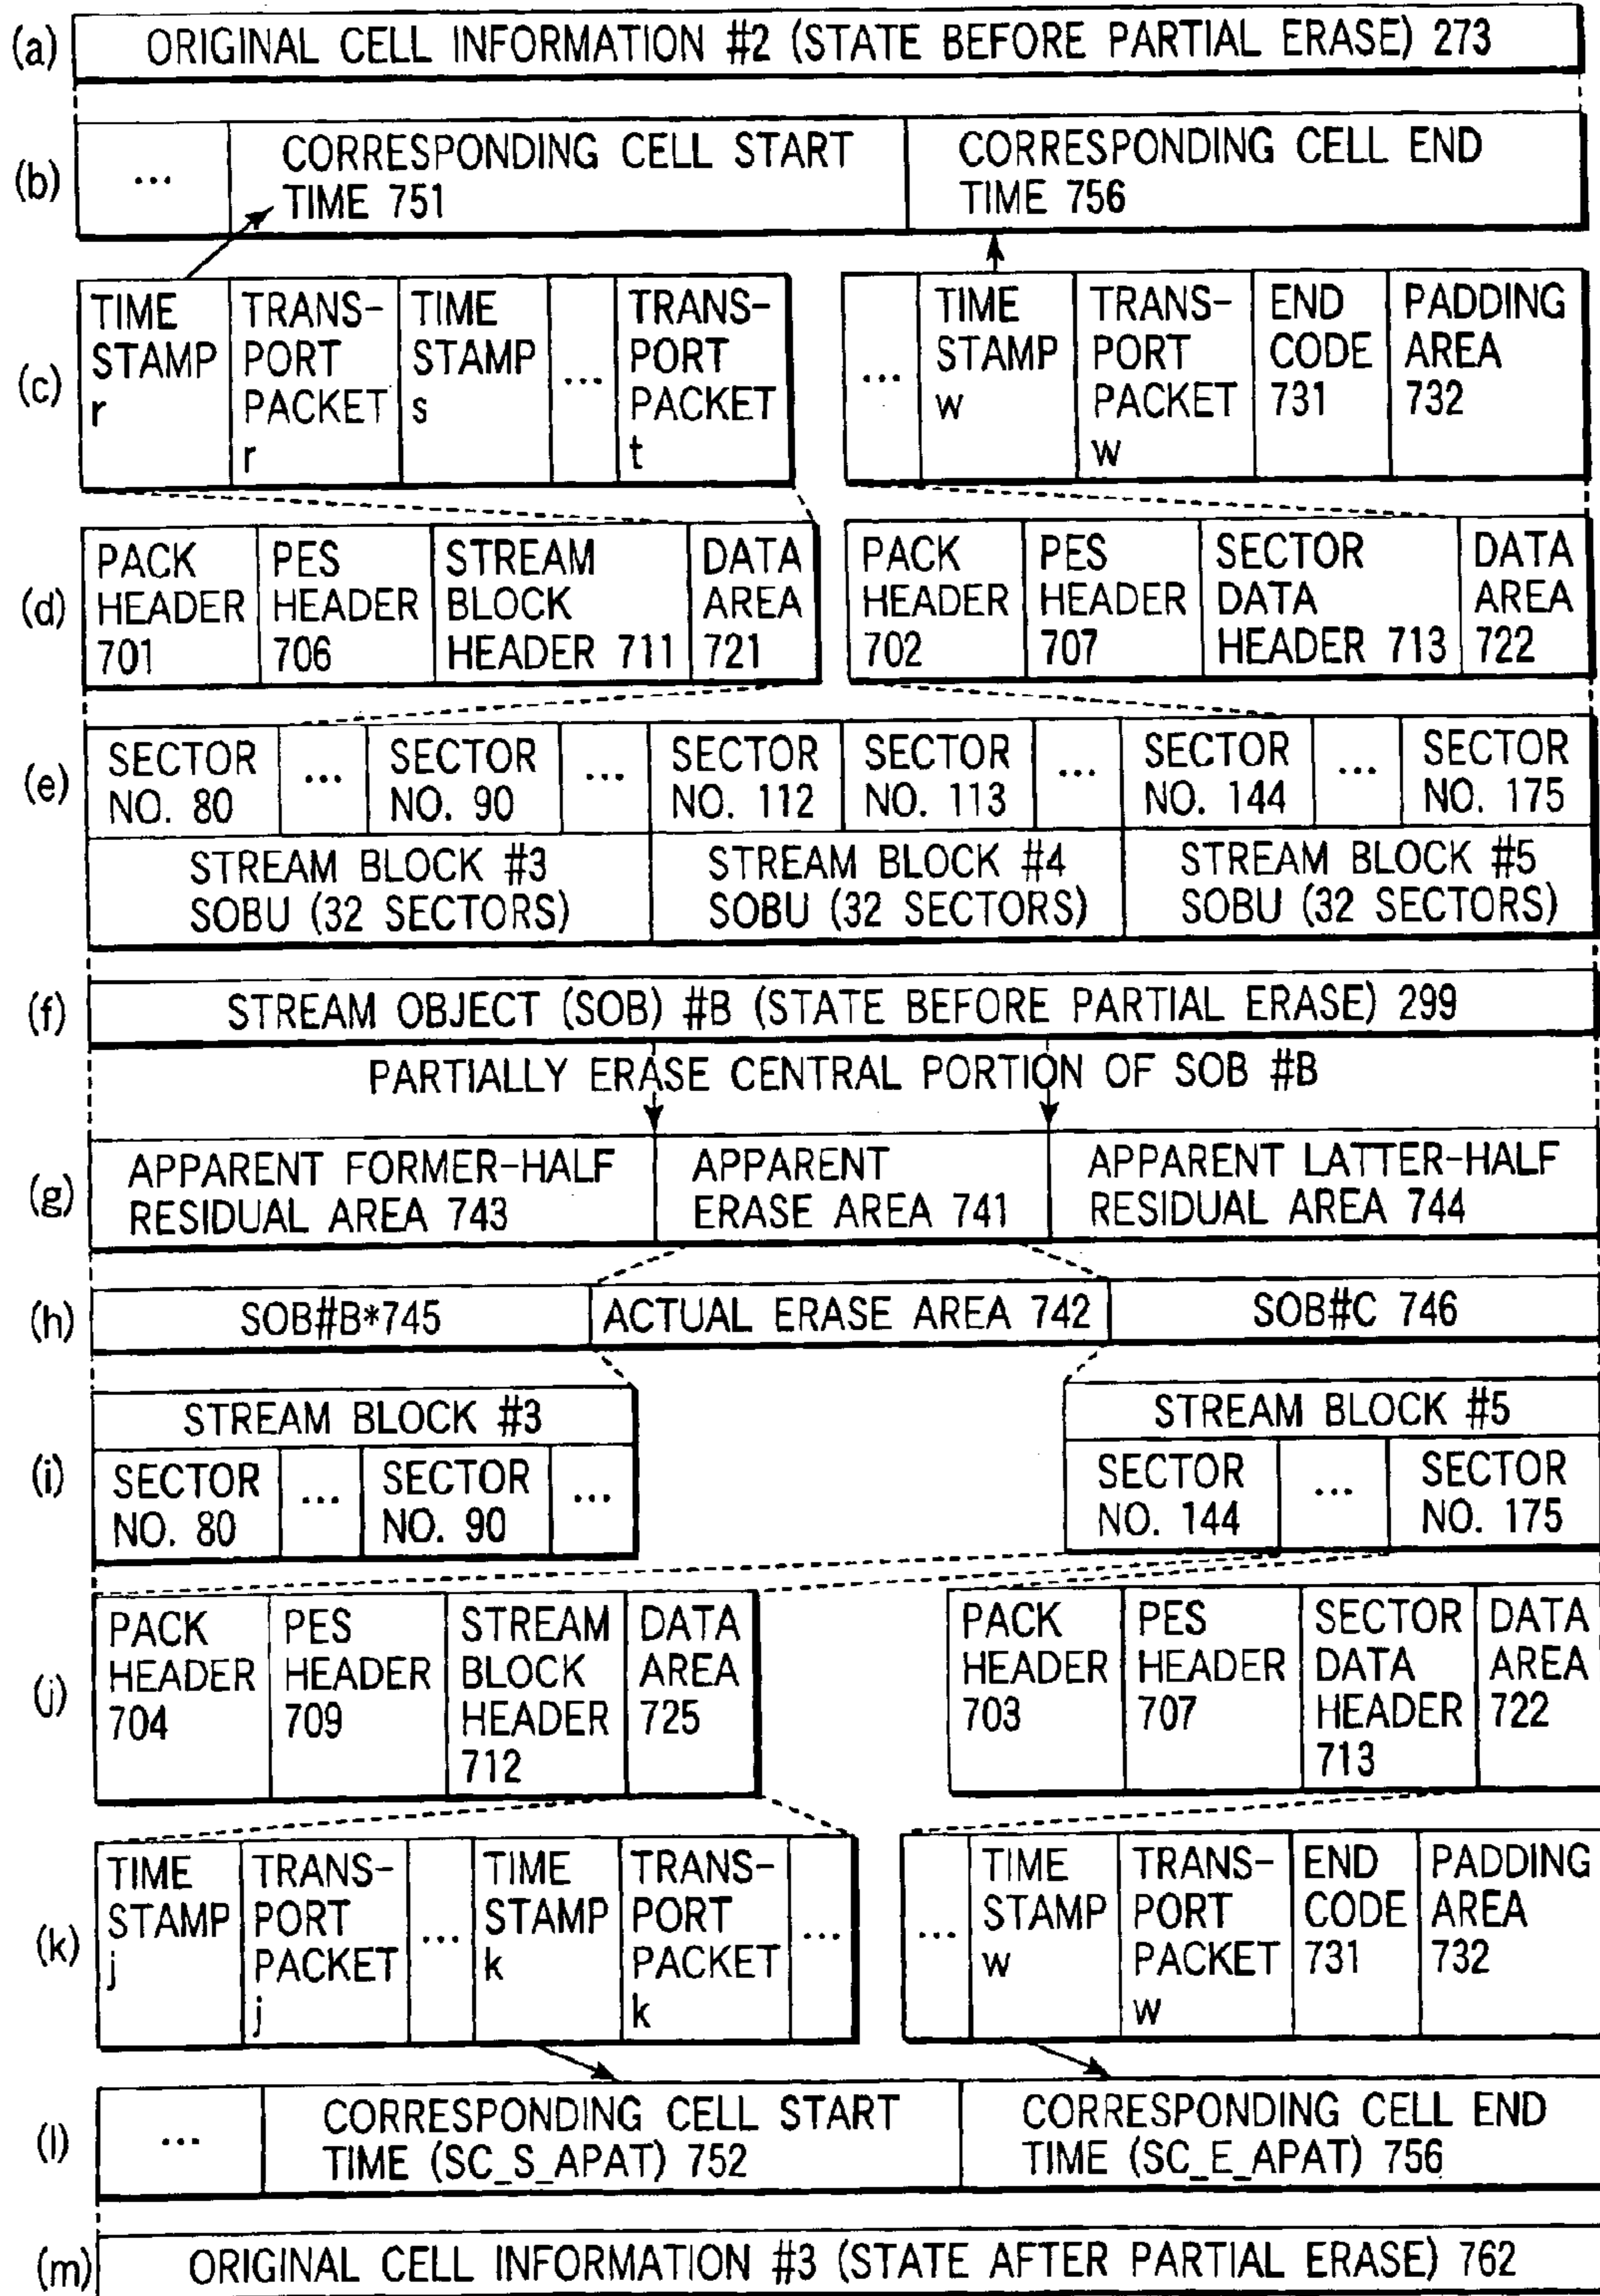 (a) ORIGINAL CELL INFORMATION #2 (STATE BEFORE PARTIAL ERASE) 273
(b) ... CORRESPONDING CELL START TIME 751 CORRESPONDING CELL END TIME 756
(c) TIME STAMP r TRANS-PORT PACKET r TIME STAMP s ... TRANS-PORT PACKET t ... TIME STAMP w TRANS-PORT PACKET w END CODE 731 PADDING AREA 732
(d) PACK HEADER 701 PES HEADER 706 STREAM BLOCK HEADER 711 DATA AREA 721 PACK HEADER 702 PES HEADER 707 SECTOR DATA HEADER 713 DATA AREA 722
(e) SECTOR NO. 80 ... SECTOR NO. 90 ... SECTOR NO. 112 SECTOR NO. 113 ... SECTOR NO. 144 ... SECTOR NO. 175
STREAM BLOCK #3 SOBU (32 SECTORS) STREAM BLOCK #4 SOBU (32 SECTORS) STREAM BLOCK #5 SOBU (32 SECTORS)
(f) STREAM OBJECT (SOB) #B (STATE BEFORE PARTIAL ERASE) 299
PARTIALLY ERASE CENTRAL PORTION OF SOB #B
(g) APPARENT FORMER-HALF RESIDUAL AREA 743 APPARENT ERASE AREA 741 APPARENT LATTER-HALF RESIDUAL AREA 744
(h) SOB#B*745 ACTUAL ERASE AREA 742 SOB#C 746
(i) STREAM BLOCK #3 STREAM BLOCK #5
SECTOR NO. 80 ... SECTOR NO. 90 ... SECTOR NO. 144 ... SECTOR NO. 175
(j) PACK HEADER 704 PES HEADER 709 STREAM BLOCK HEADER 712 DATA AREA 725 PACK HEADER 703 PES HEADER 707 SECTOR DATA HEADER 713 DATA AREA 722
(k) TIME STAMP j TRANS-PORT PACKET j ... TIME STAMP k TRANS-PORT PACKET k ... ... TIME STAMP w TRANS-PORT PACKET w END CODE 731 PADDING AREA 732
(l) ... CORRESPONDING CELL START TIME (SC_S_APAT) 752 CORRESPONDING CELL END TIME (SC_E_APAT) 756
(m) ORIGINAL CELL INFORMATION #3 (STATE AFTER PARTIAL ERASE) 762